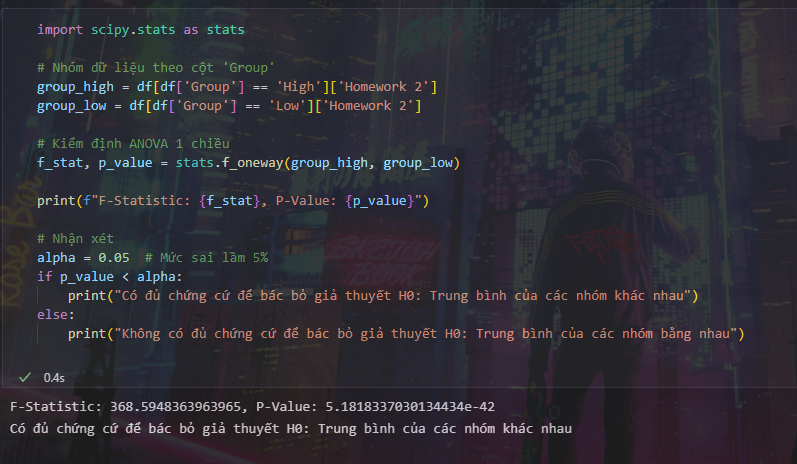 import scipy.stats as stats
# Nhóm dữ liệu theo cột 'Group'
group_high = df[df['Group'] == 'High']['Homework 2']
group_low = df[df['Group'] == 'Low']['Homework 2']
# Kiểm định ANOVA 1 chiều
f_stat, p_value = stats.f_oneway(group_high, group_low)
print(f"F-Statistic: {f_stat}, P-Value: {p_value}")
# Nhận xét
alpha = 0.05  # Mức sai lầm 5%
if p_value < alpha:
    print("Có đủ chứng cứ để bác bỏ giả thuyết H0: Trung bình của các nhóm khác nhau")
else:
    print("Không có đủ chứng cứ để bác bỏ giả thuyết H0: Trung bình của các nhóm bằng nhau")
0.4s
F-Statistic: 368.5948363963965, P-Value: 5.1818337030134434e-42
Có đủ chứng cứ để bác bỏ giả thuyết H0: Trung bình của các nhóm khác nhau